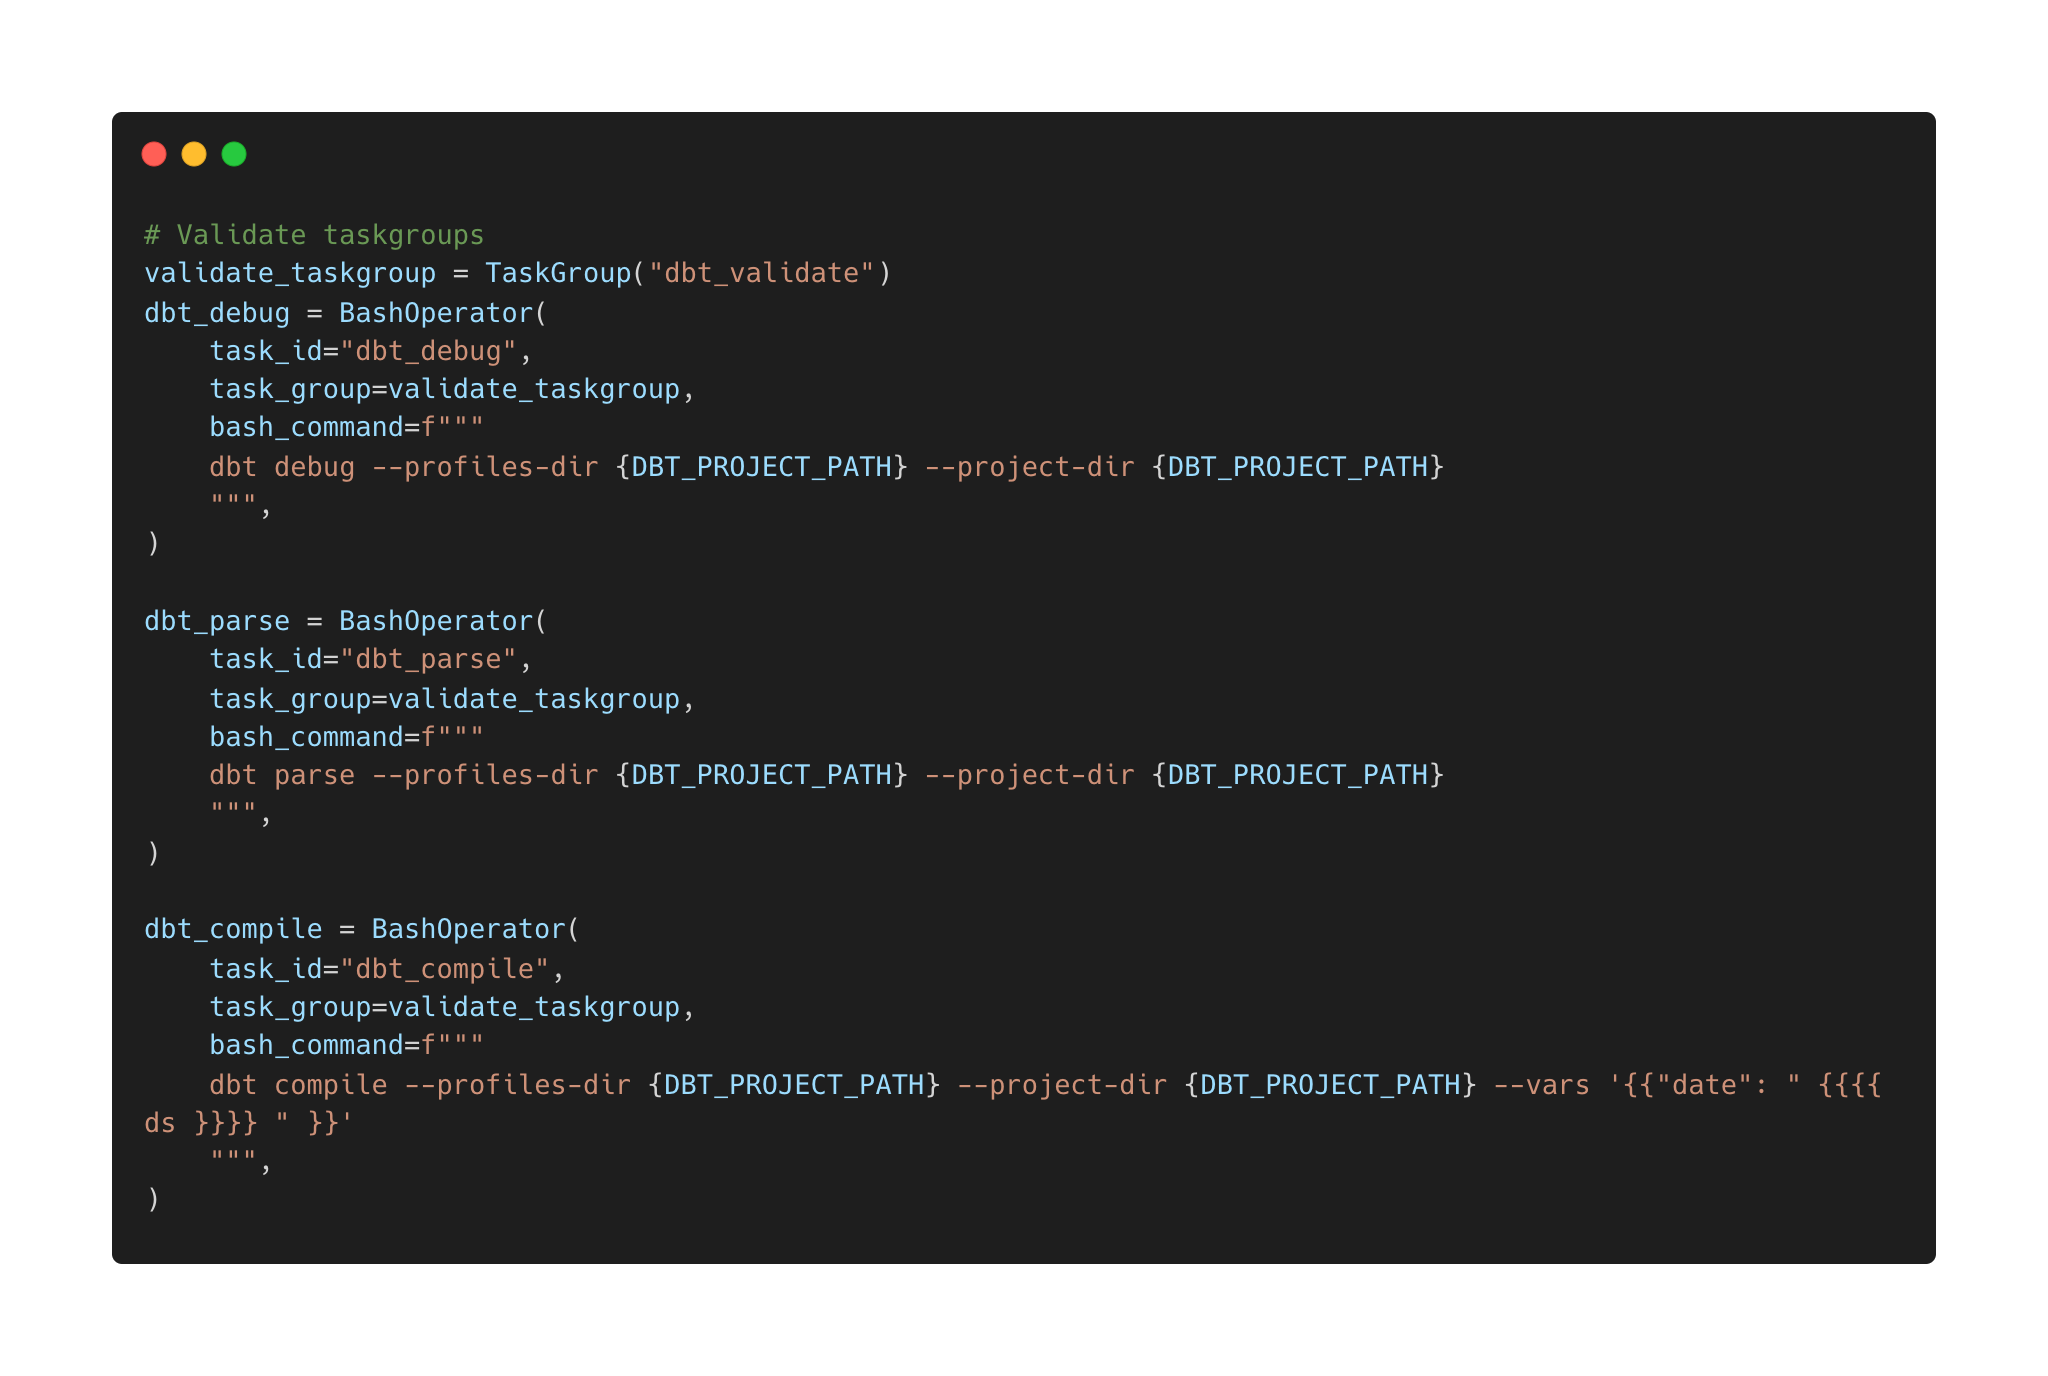 # Validate taskgroups
validate_taskgroup = TaskGroup("dbt_validate")
dbt_debug = BashOperator(
    task_id="dbt_debug",
    task_group=validate_taskgroup,
    bash_command=f"""
    dbt debug --profiles-dir {DBT_PROJECT_PATH} --project-dir {DBT_PROJECT_PATH}
    """,
)

dbt_parse = BashOperator(
    task_id="dbt_parse",
    task_group=validate_taskgroup,
    bash_command=f"""
    dbt parse --profiles-dir {DBT_PROJECT_PATH} --project-dir {DBT_PROJECT_PATH}
    """,
)

dbt_compile = BashOperator(
    task_id="dbt_compile",
    task_group=validate_taskgroup,
    bash_command=f"""
    dbt compile --profiles-dir {DBT_PROJECT_PATH} --project-dir {DBT_PROJECT_PATH} --vars '{{"date": " {{{{
ds }}}} " }}'
    """,
)